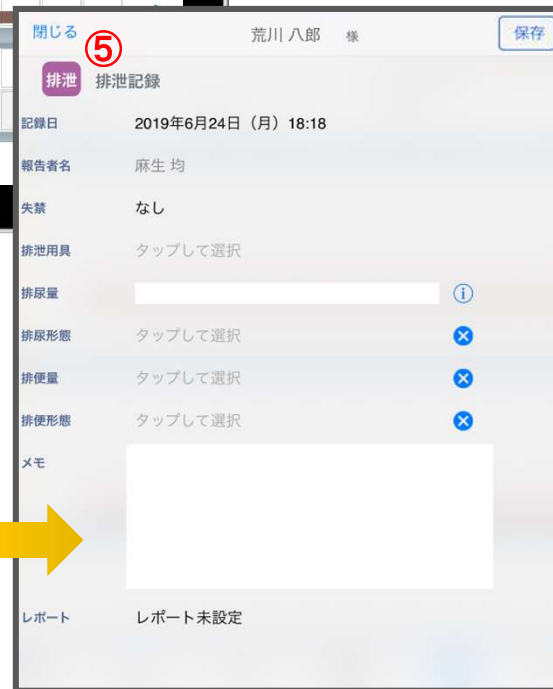 閉じる
⑤
荒川 八郎 様
保存
排泄 排泄記録
記録日 2019年6月24日（月）18:18
報告者名 麻生 均
失禁 なし
排泄用具 タップして選択
排尿量
排尿形態 タップして選択
排便量 タップして選択
排便形態 タップして選択
メモ
レポート レポート未設定